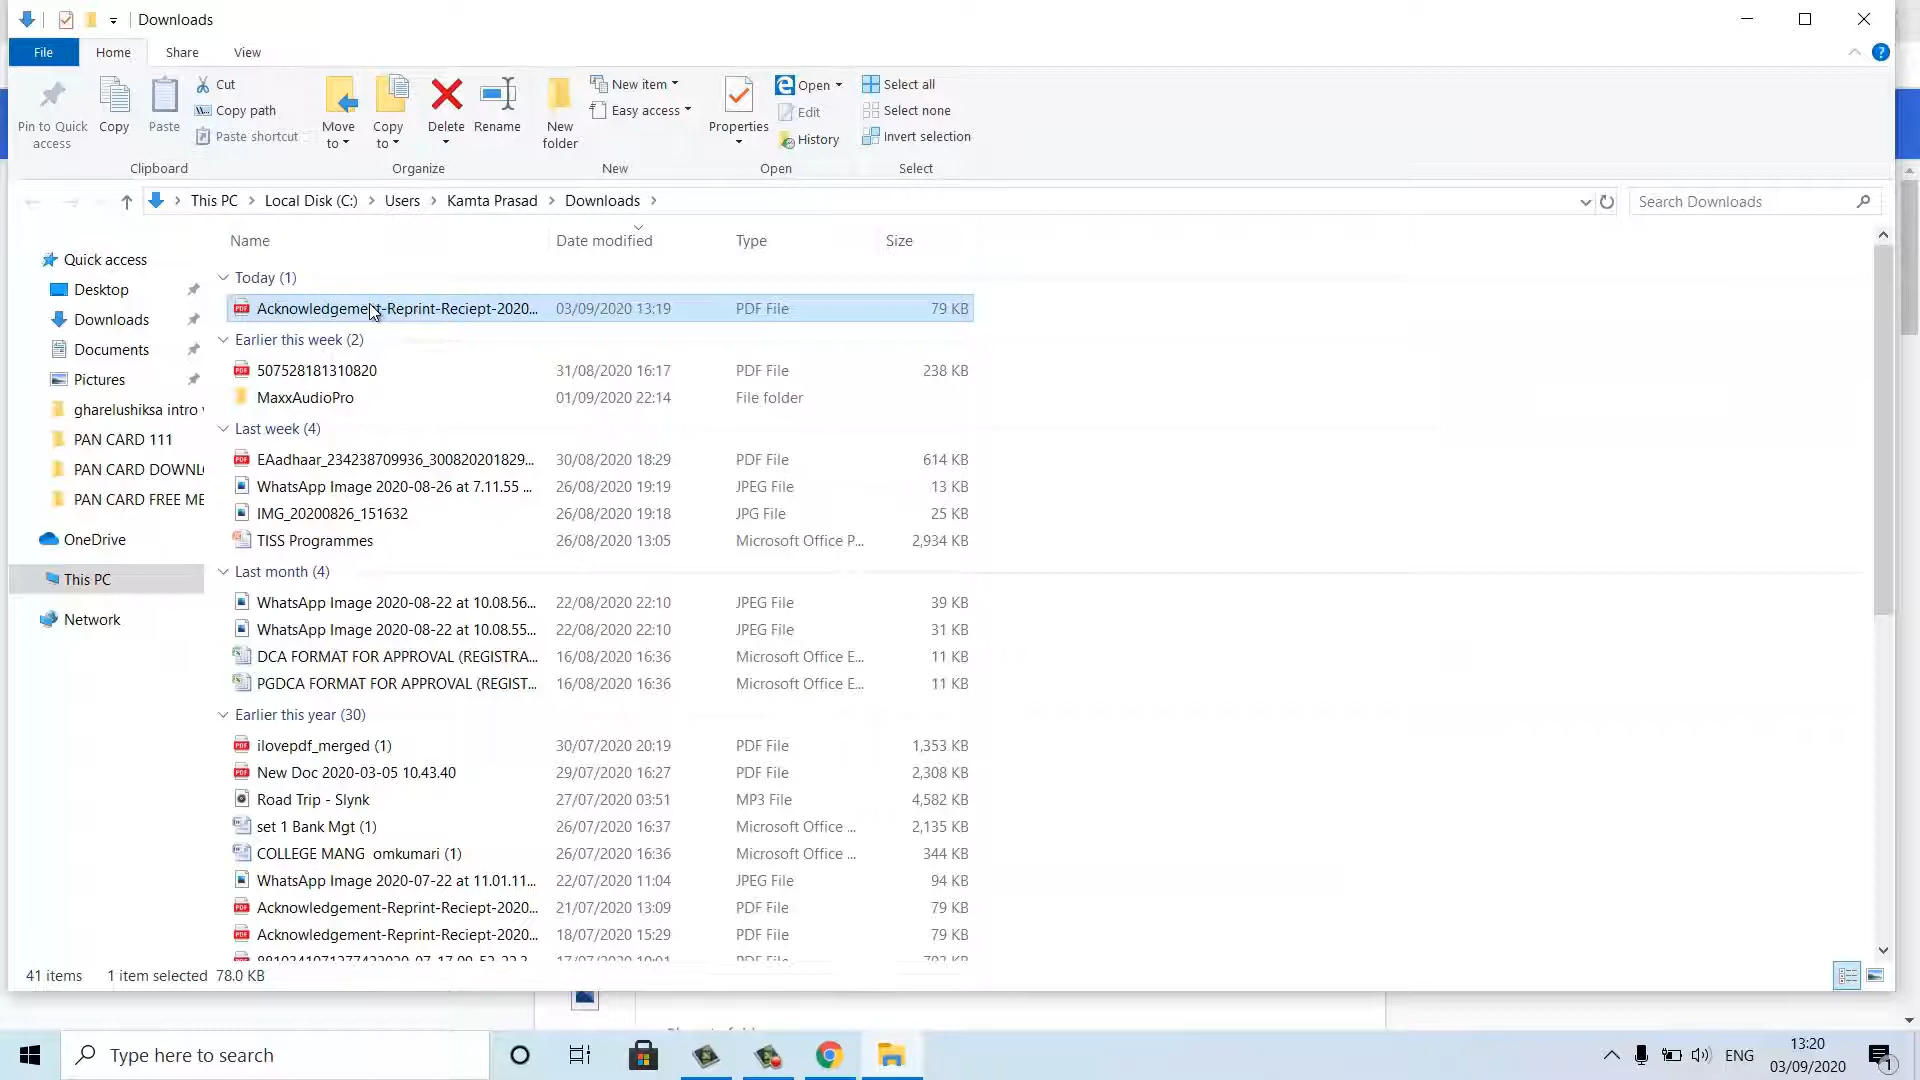 Downloads
File
Home
Share
View
Pin to Quick access
Copy
Paste
Cut
Copy path
Paste shortcut
Clipboard
Move to
Copy to
Delete
Rename
Organize
New folder
New item
Easy access
New
Properties
Open
Edit
History
Open
Select all
Select none
Invert selection
Select
This PC
Local Disk (C:)
Users
Kamta Prasad
Downloads
Search Downloads
Quick access
Desktop
Downloads
Documents
Pictures
gharelushiksa intro
PAN CARD 111
PAN CARD DOWNL
PAN CARD FREE ME
OneDrive
This PC
Network
Name Date modified Type Size
Today (1)
Acknowledgement-Reprint-Reciept-2020... 03/09/2020 13:19 PDF File 79 KB
Earlier this week (2)
507528181310820 31/08/2020 16:17 PDF File 238 KB
MaxxAudioPro 01/09/2020 22:14 File folder
Last week (4)
EAadhaar_234238709936_300820201829... 30/08/2020 18:29 PDF File 614 KB
WhatsApp Image 2020-08-26 at 7.11.55 ... 26/08/2020 19:19 JPEG File 13 KB
IMG_20200826_151632 26/08/2020 19:18 JPG File 25 KB
TISS Programmes 26/08/2020 13:05 Microsoft Office P... 2,934 KB
Last month (4)
WhatsApp Image 2020-08-22 at 10.08.56... 22/08/2020 22:10 JPEG File 39 KB
WhatsApp Image 2020-08-22 at 10.08.55... 22/08/2020 22:10 JPEG File 31 KB
DCA FORMAT FOR APPROVAL (REGISTRA... 16/08/2020 16:36 Microsoft Office E... 11 KB
PGDCA FORMAT FOR APPROVAL (REGIST... 16/08/2020 16:36 Microsoft Office E... 11 KB
Earlier this year (30)
ilovepdf_merged (1) 30/07/2020 20:19 PDF File 1,353 KB
New Doc 2020-03-05 10.43.40 29/07/2020 16:27 PDF File 2,308 KB
Road Trip - Slynk 27/07/2020 03:51 MP3 File 4,582 KB
set 1 Bank Mgt (1) 26/07/2020 16:37 Microsoft Office ... 2,135 KB
COLLEGE MANG omkumari (1) 26/07/2020 16:36 Microsoft Office ... 344 KB
WhatsApp Image 2020-07-22 at 11.01.11... 22/07/2020 11:04 JPEG File 94 KB
Acknowledgement-Reprint-Reciept-2020... 21/07/2020 13:09 PDF File 79 KB
Acknowledgement-Reprint-Reciept-2020... 18/07/2020 15:29 PDF File 79 KB
41 items 1 item selected 78.0 KB
Type here to search
ENG
13:20
03/09/2020
1